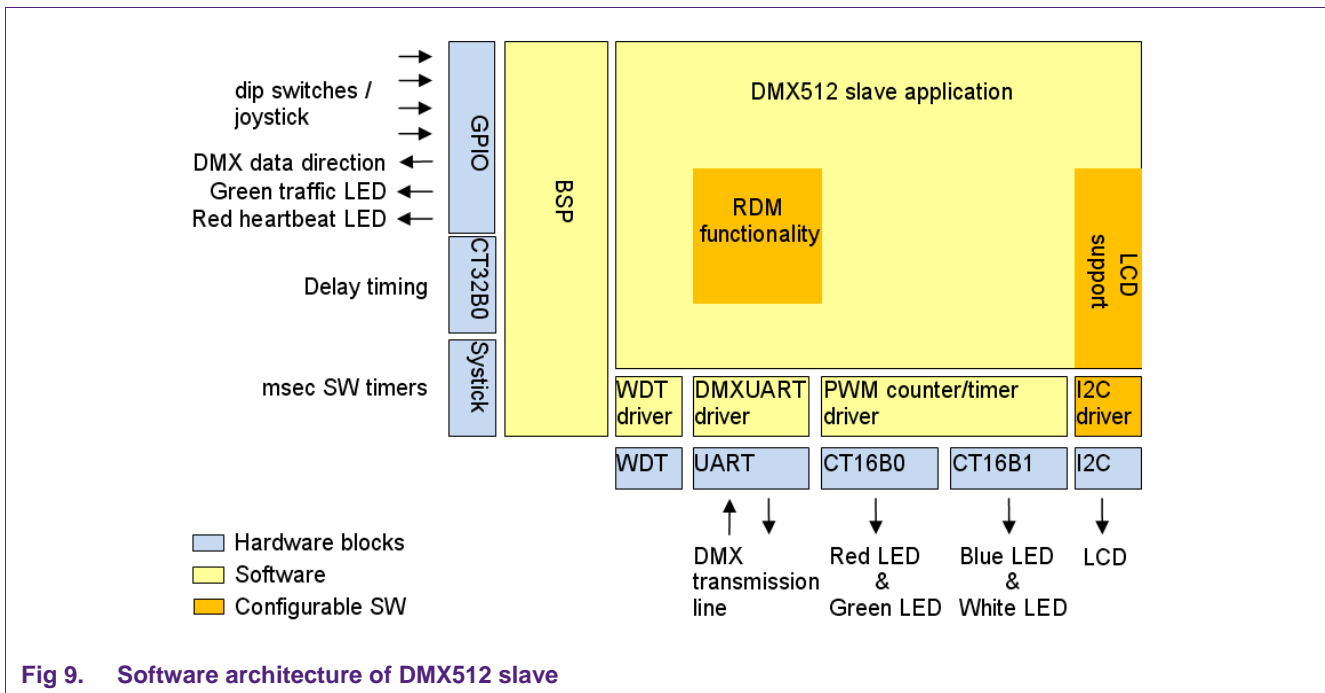 dip switches /
joystick
DMX data direction
Green traffic LED
Red heartbeat LED
Delay timing
msec SW timers
GPIO
CT32B0
Systick
BSP
DMX512 slave application
RDM
functionality
LCD
support
WDT
driver
DMXUART
driver
PWM counter/timer
driver
I2C
driver
WDT
UART
CT16B0
CT16B1
I2C
DMX
transmission
line
Red LED
&
Green LED
Blue LED
&
White LED
LCD
Hardware blocks
Software
Configurable SW
Fig 9. Software architecture of DMX512 slave